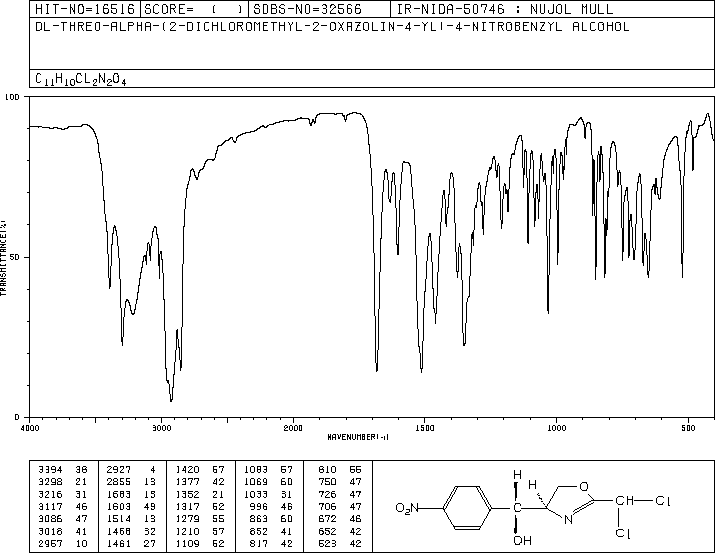 HIT-NO=16516 SCORE= ( ) SDBS-NO=32566 IR-NIDA-50746 : NUJOL MULL
DL-THREO-ALPHA-(2-DICHLOROMETHYL-2-OXAZOLIN-4-YL)-4-NITROBENZYL ALCOHOL
C11H10CL2N2O4
100
50
0
TRANSMITTANCE(%)
4000 3000 2000 1500 1000 500
WAVENUMBER(-1)
3394 36 2927 4 1420 57 1083 57 810 55
3298 21 2855 13 1377 42 1069 60 750 47
3216 31 1683 13 1352 21 1033 31 726 47
3117 46 1603 49 1317 52 996 46 706 47
3086 47 1514 13 1279 55 863 60 672 46
3016 41 1468 32 1210 57 852 41 652 42
2957 10 1461 27 1109 52 817 42 523 42
H
H
O
O2N
C
N
CH
Cl
OH
Cl